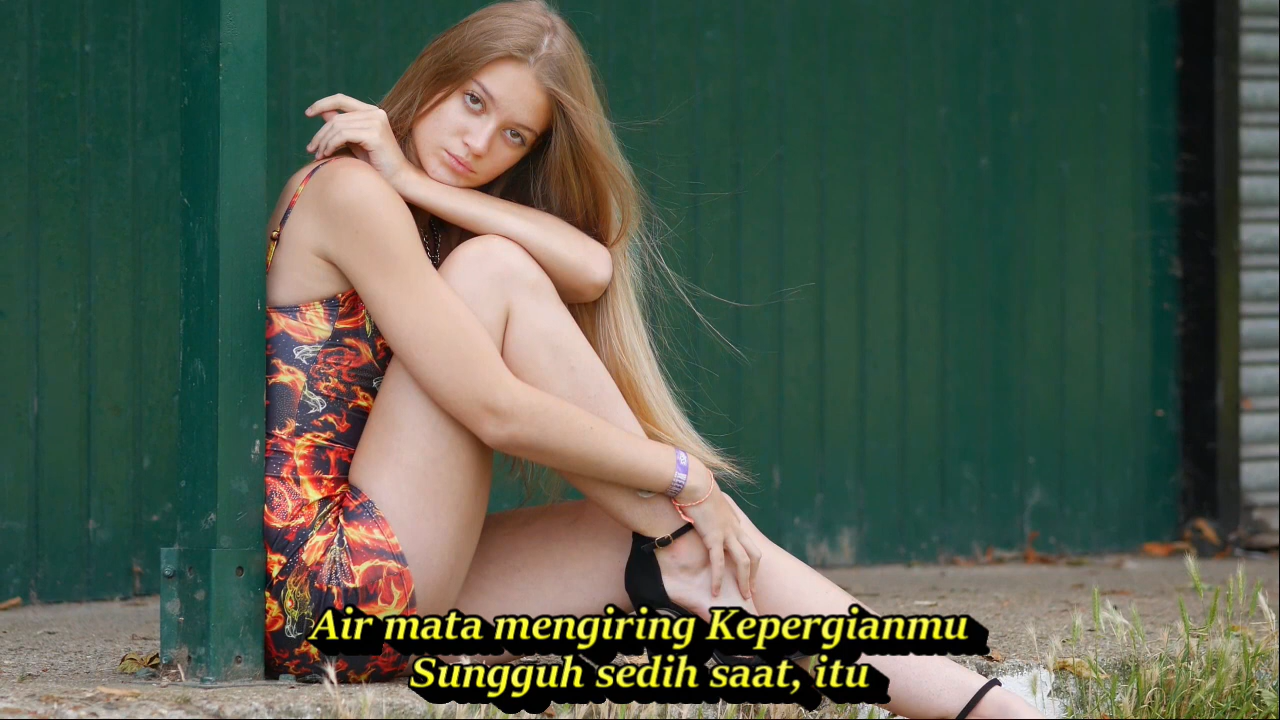 Air mata mengiring Kepergianmu
Sungguh sedih saat, itu